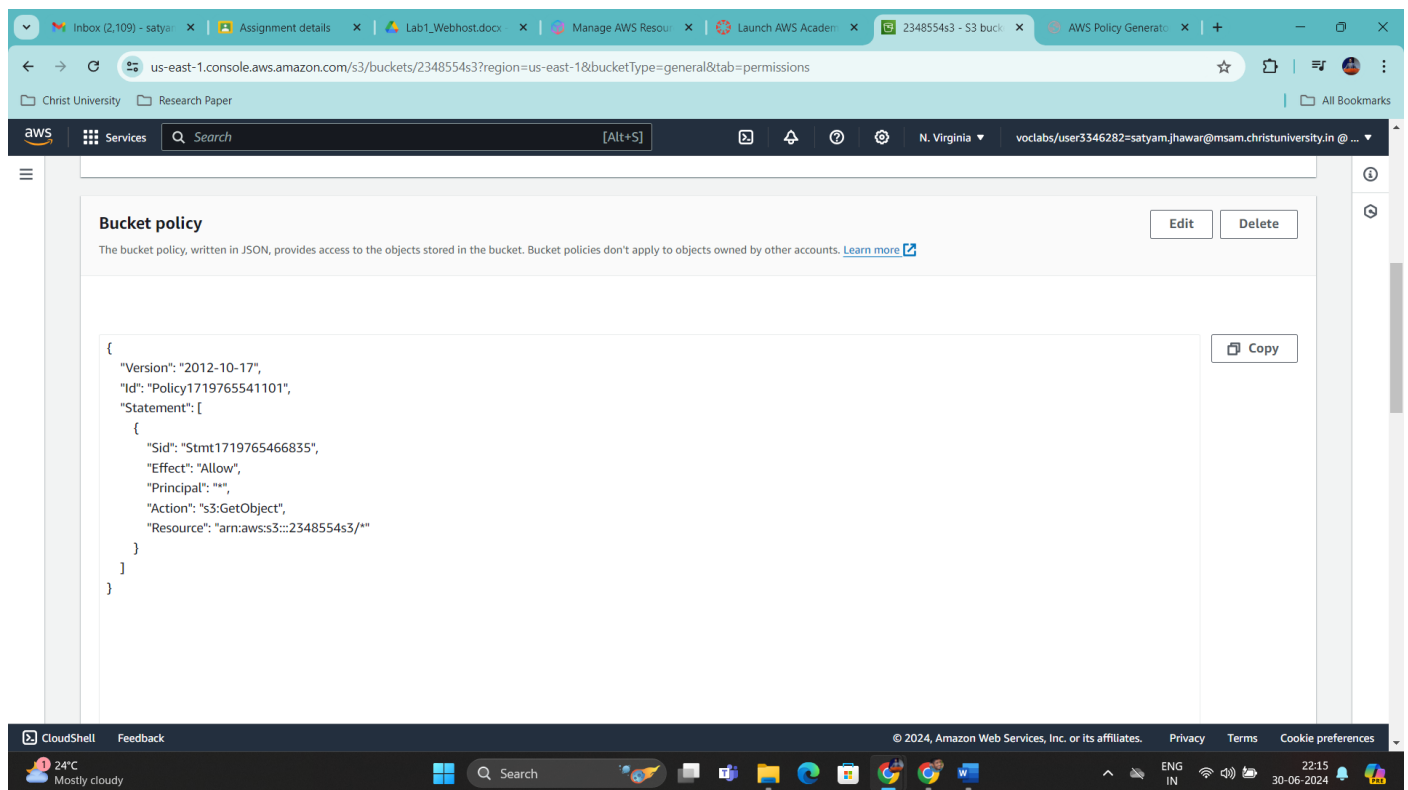 Inbox (2,109) - satyan
Assignment details
Lab1_Webhost.docx -
Manage AWS Resour
Launch AWS Academ
2348554s3 - S3 buck
AWS Policy Generato
us-east-1.console.aws.amazon.com/s3/buckets/2348554s3?region=us-east-1&bucketType=general&tab=permissions
Christ University
Research Paper
All Bookmarks
aws
Services
Search
[Alt+S]
N. Virginia
voclabs/user3346282=satyam.jhawar@msam.christuniversity.in @ ...
Bucket policy
Edit
Delete
The bucket policy, written in JSON, provides access to the objects stored in the bucket. Bucket policies don't apply to objects owned by other accounts. Learn more
Copy
{
"Version": "2012-10-17",
"Id": "Policy1719765541101",
"Statement": [
{
"Sid": "Stmt1719765466835",
"Effect": "Allow",
"Principal": "*",
"Action": "s3:GetObject",
"Resource": "arn:aws:s3:::2348554s3/*"
}
]
}
CloudShell
Feedback
© 2024, Amazon Web Services, Inc. or its affiliates.
Privacy
Terms
Cookie preferences
1
24°C
Mostly cloudy
Search
ENG
IN
22:15
30-06-2024
PRE